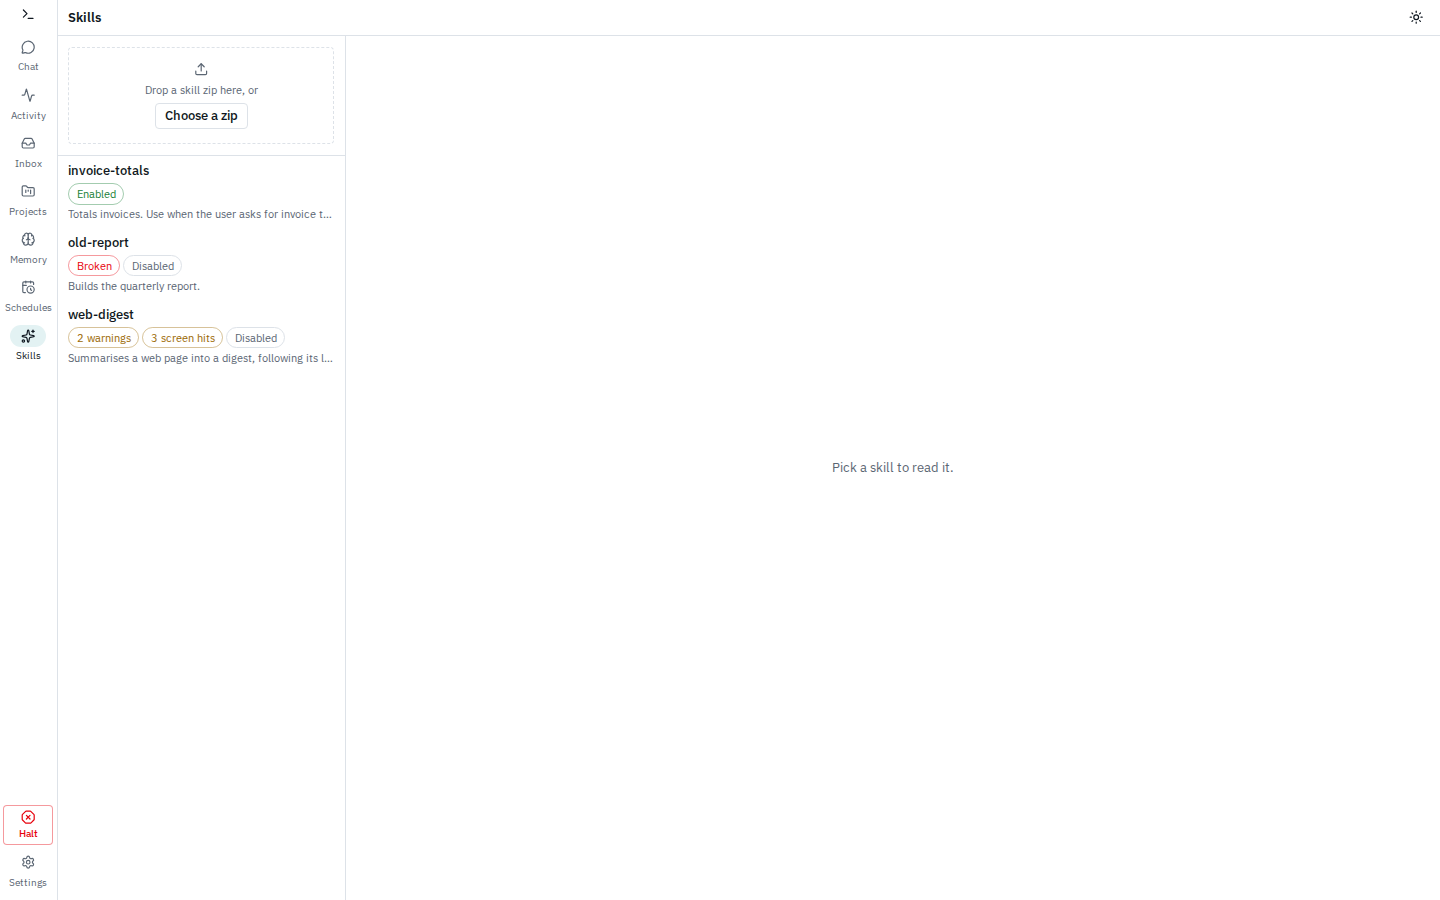 Skills
Chat
Activity
Inbox
Projects
Memory
Schedules
Skills
Halt
Settings
Drop a skill zip here, or
Choose a zip
invoice-totals
Enabled
Totals invoices. Use when the user asks for invoice t...
old-report
Broken Disabled
Builds the quarterly report.
web-digest
2 warnings 3 screen hits Disabled
Summarises a web page into a digest, following its l...
Pick a skill to read it.